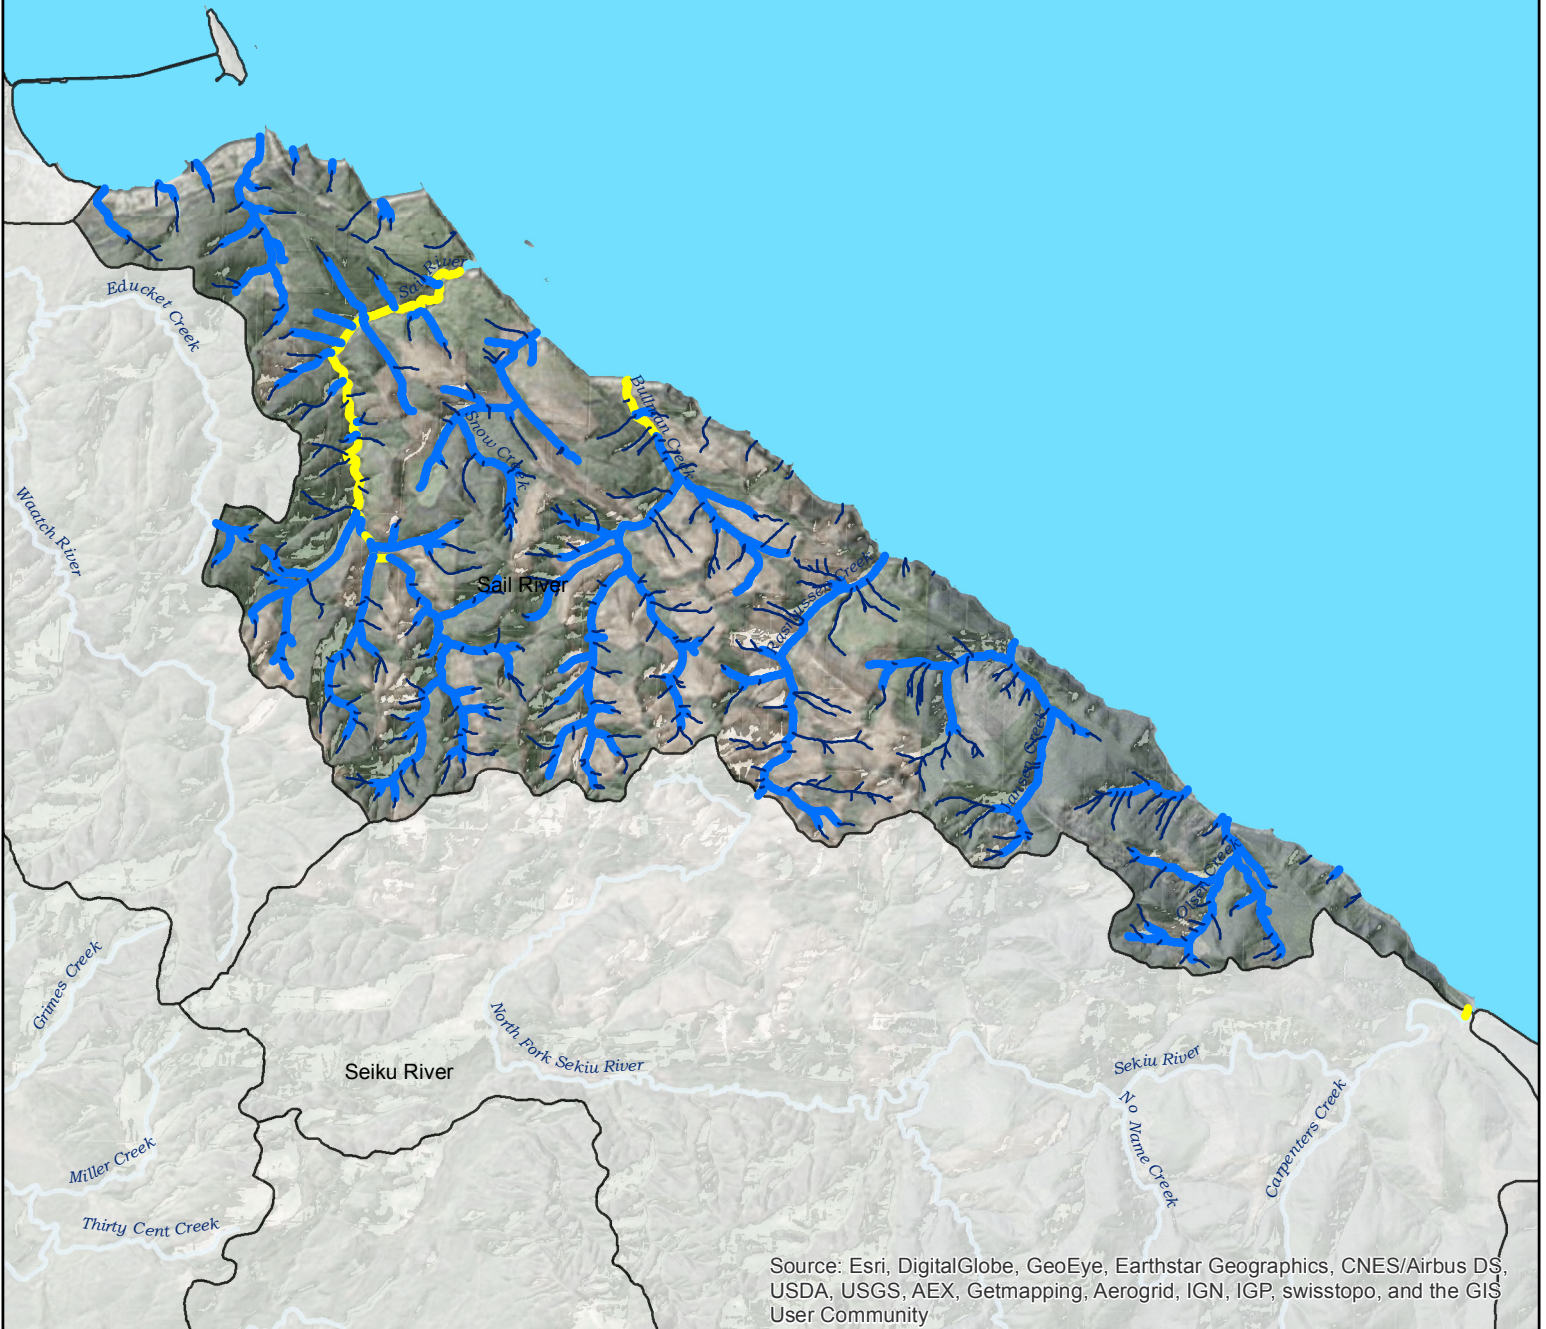 Sail River
Educket Creek
Bullman Creek
Snow Creek
Waatch River
Rasmussen Creek
Sail River
Jansen Creek
Olsen Creek
Grimes Creek
North Fork Sekiu River
Sekiu River
Seiku River
No Name Creek
Carpenters Creek
Miller Creek
Thirty Cent Creek
Source: Esri, DigitalGlobe, GeoEye, Earthstar Geographics, CNES/Airbus DS,
USDA, USGS, AEX, Getmapping, Aerogrid, IGN, IGP, swisstopo, and the GIS
User Community